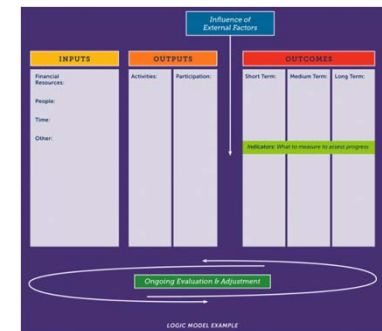 Influence of
External Factors
INPUTS
OUTPUTS
OUTCOMES
Financial
Resources:
People:
Time:
Other:
Activities:
Participation:
Short Term:
Medium Term:
Long Term:
Indicators: What to measure to assess progress
Ongoing Evaluation & Adjustment
LOGIC MODEL EXAMPLE